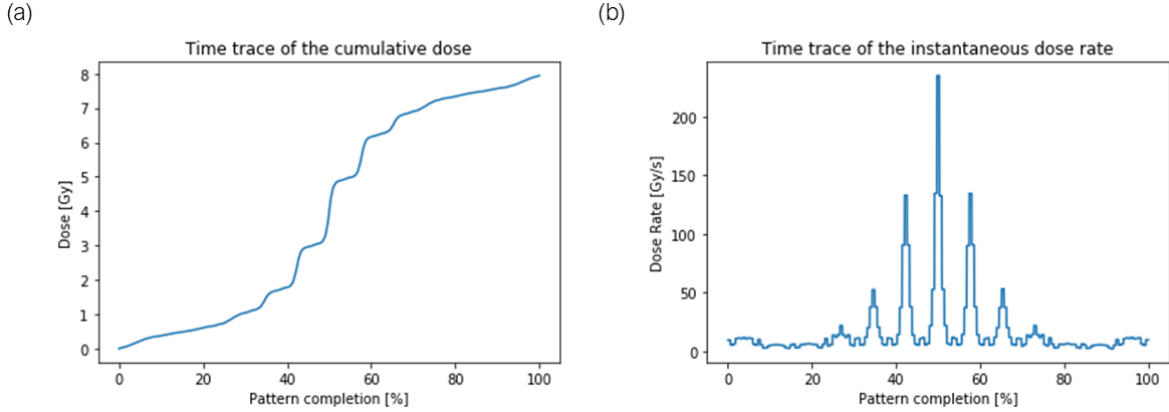 (a)
Time trace of the cumulative dose
Dose [Gy]
8
7
6
5
4
3
2
1
0
0 20 40 60 80 100
Pattern completion [%]
(b)
Time trace of the instantaneous dose rate
Dose Rate [Gy/s]
200
150
100
50
0
0 20 40 60 80 100
Pattern completion [%]